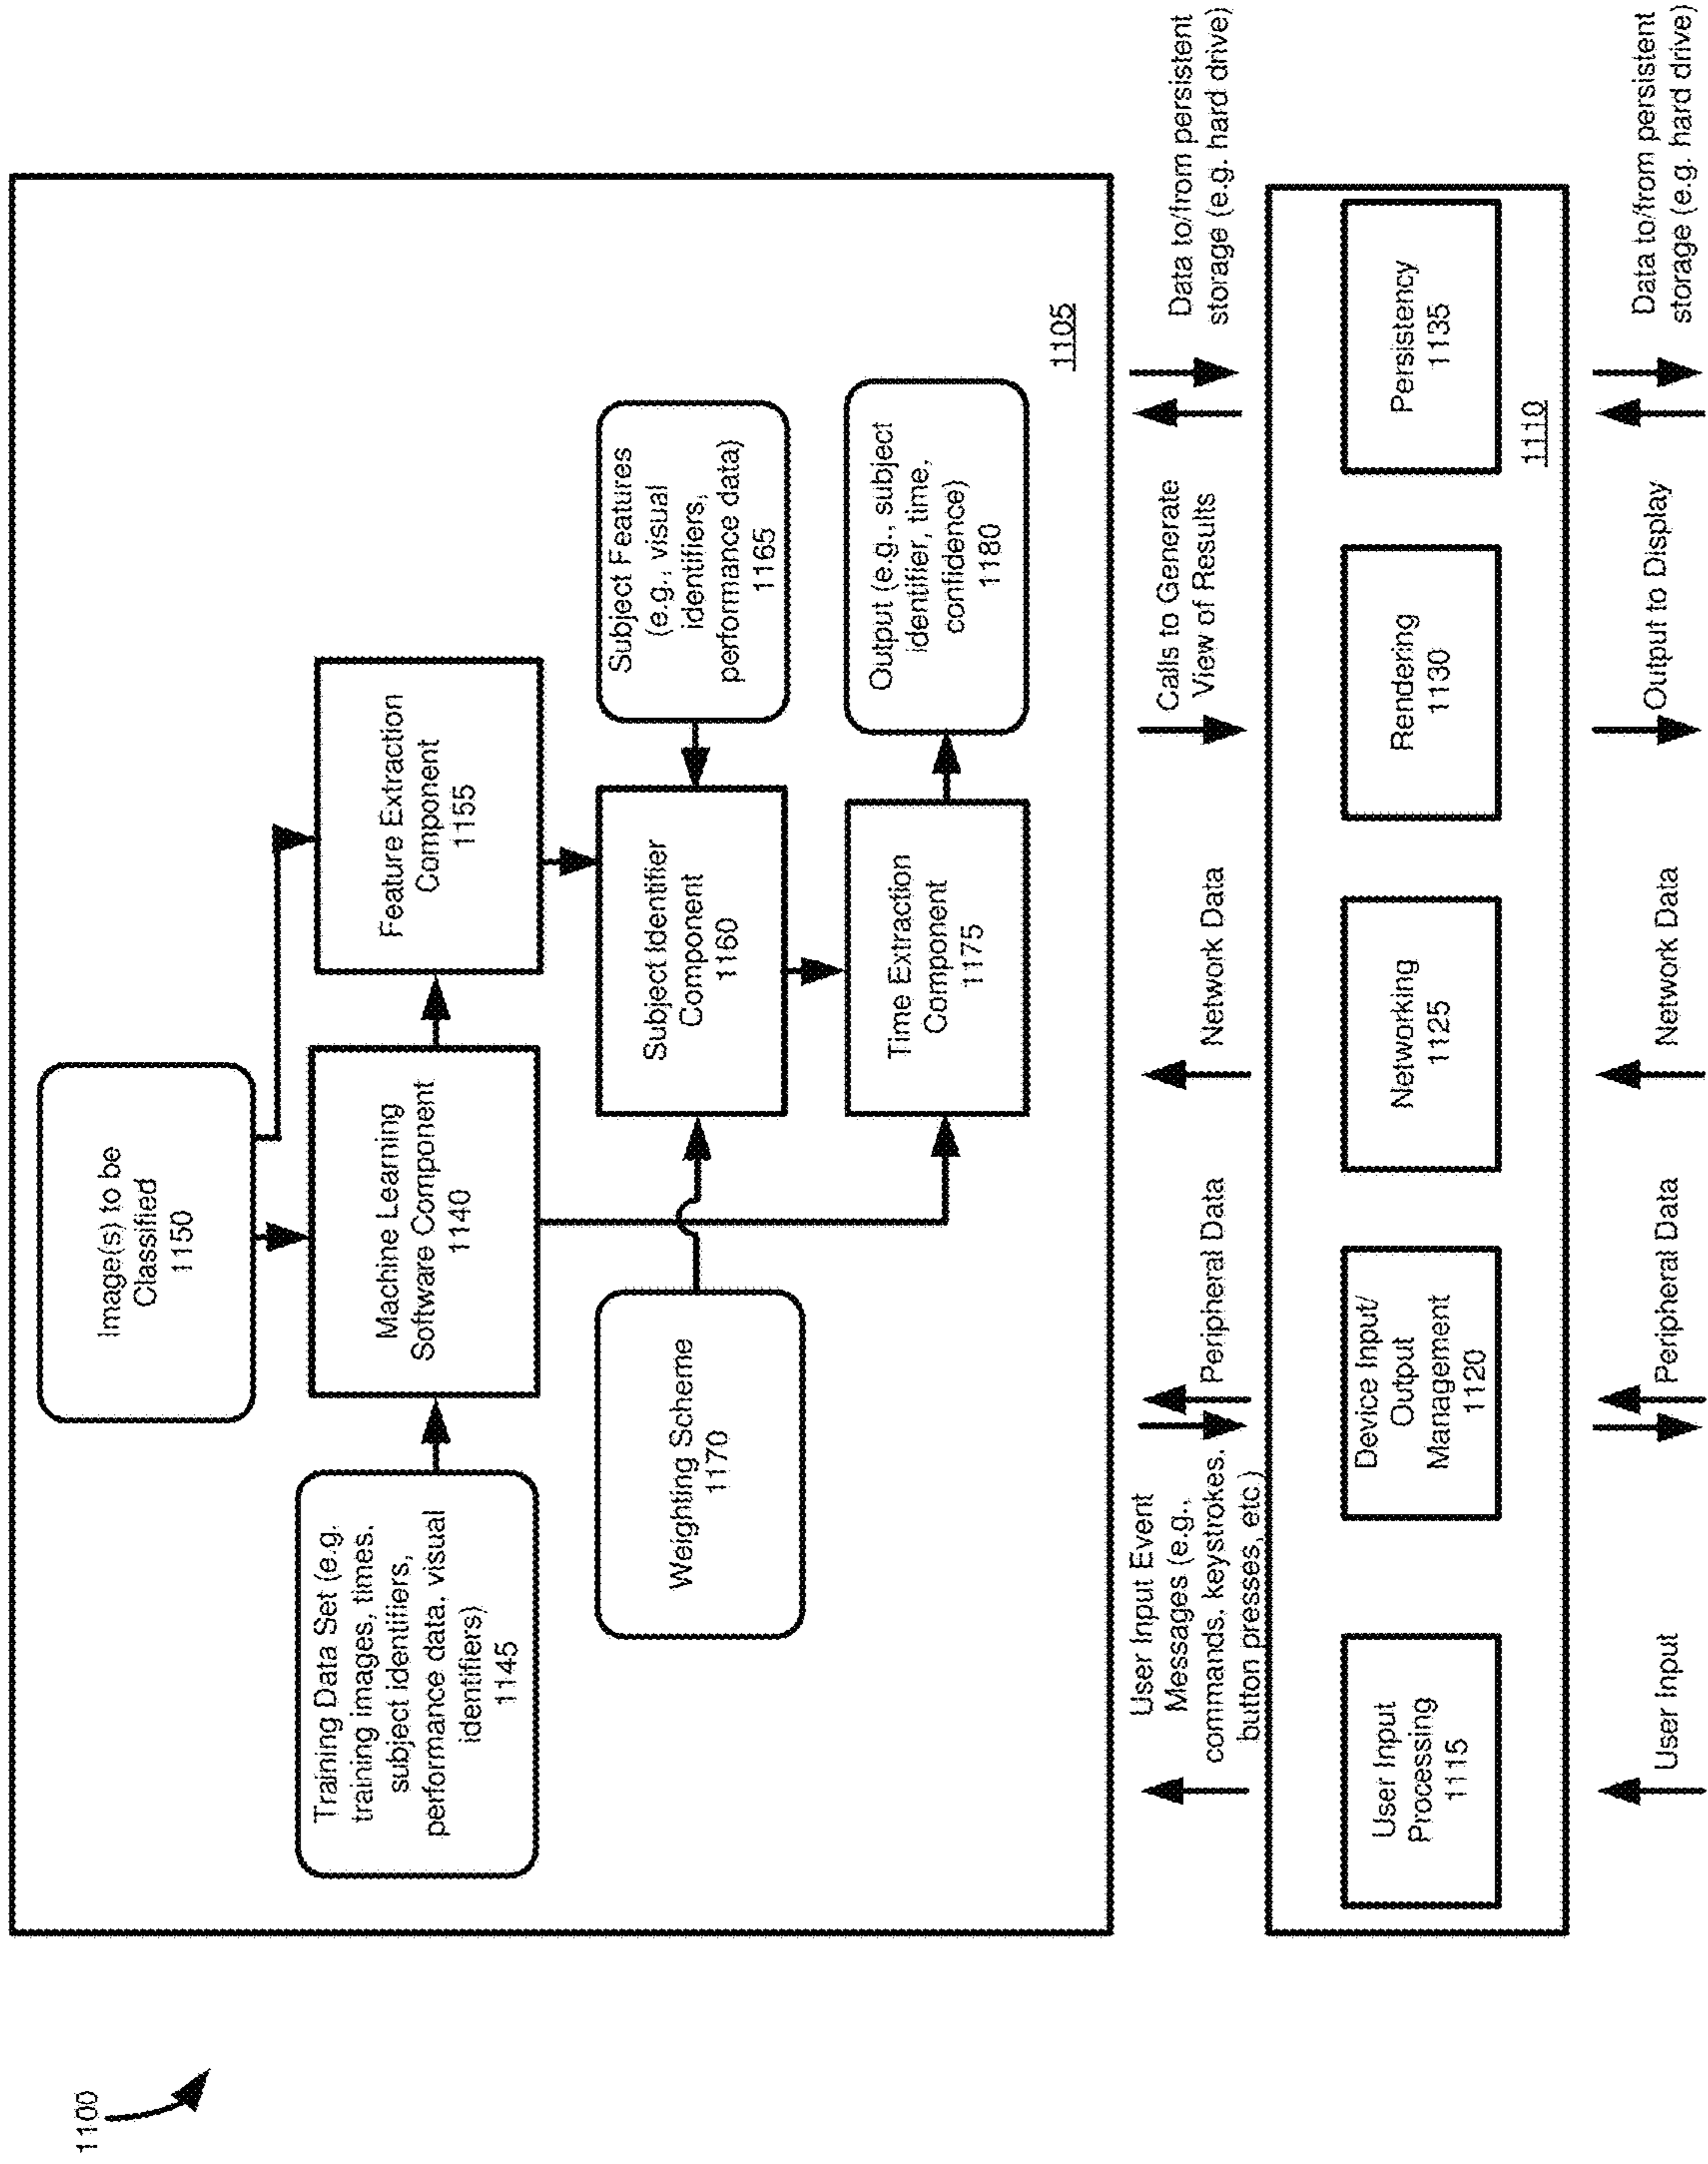 1100
Image(s) to be
Classified
1150
Training Data Set (e.g.
training images, times,
subject identifiers,
performance data, visual
identifiers)
1145
Machine Learning
Software Component
1140
Feature Extraction
Component
1155
Weighting Scheme
1170
Subject Identifier
Component
1160
Subject Features
(e.g., visual
identifiers,
performance data)
1165
Time Extraction
Component
1175
Output (e.g., subject
identifier, time,
confidence)
1180
1105
User Input Event
Messages (e.g.,
commands, keystrokes,
button presses, etc.)
Peripheral Data
Network Data
Calls to Generate
View of Results
Data to/from persistent
storage (e.g. hard drive)
User Input
Processing
1115
Device Input/
Output
Management
1120
Networking
1125
Rendering
1130
Persistency
1135
1110
User Input
Peripheral Data
Network Data
Output to Display
Data to/from persistent
storage (e.g. hard drive)